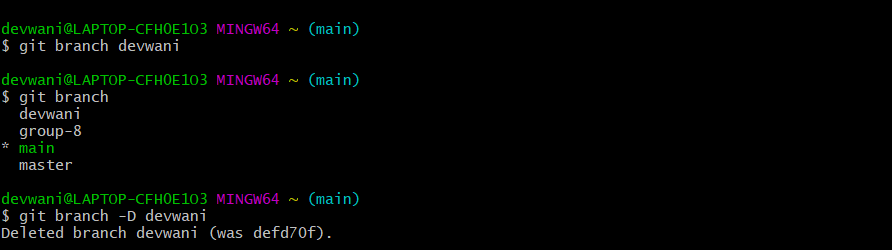 devwani@LAPTOP-CFH0E1O3 MINGW64 ~ (main)
$ git branch devwani
devwani@LAPTOP-CFH0E1O3 MINGW64 ~ (main)
$ git branch
devwani
group-8
* main
master
devwani@LAPTOP-CFH0E1O3 MINGW64 ~ (main)
$ git branch -D devwani
Deleted branch devwani (was defd70f).